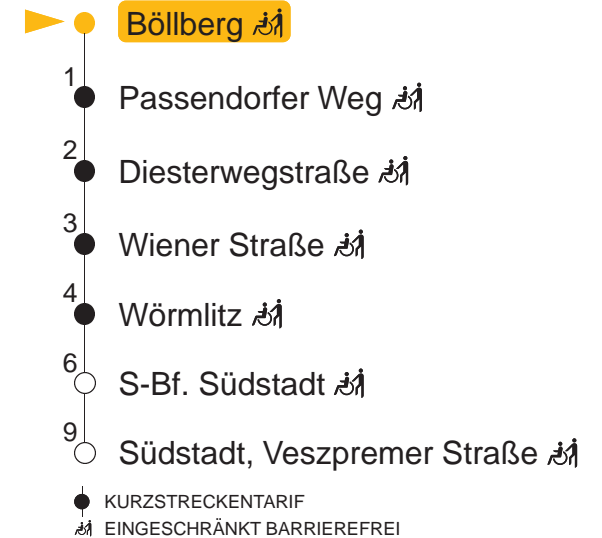 Böllberg
1
Passendorfer Weg
2
Diesterwegstraße
3
Wiener Straße
4
Wörmlitz
6
S-Bf. Südstadt
9
Südstadt, Veszpremer Straße
KURZSTRECKENTARIF
EINGESCHRÄNKT BARRIEREFREI